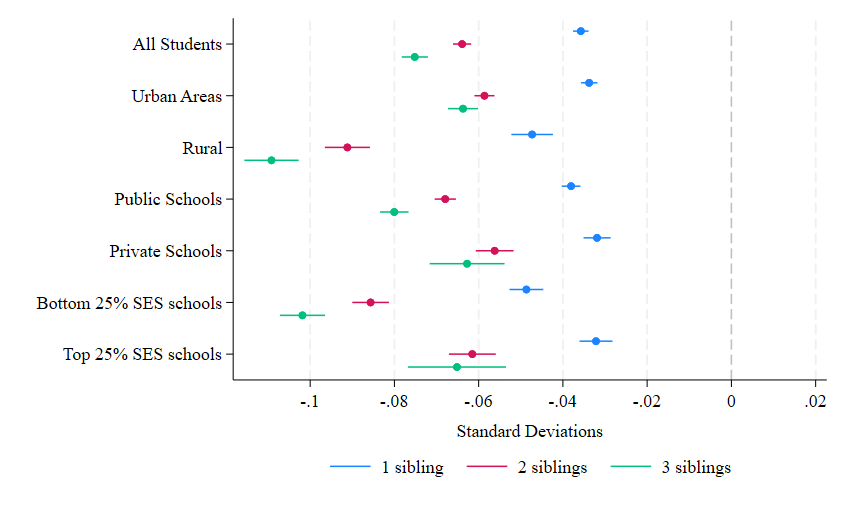 All Students
Urban Areas
Rural
Public Schools
Private Schools
Bottom 25% SES schools
Top 25% SES schools
-.1 -.08 -.06 -.04 -.02 0 .02
Standard Deviations
1 sibling 2 siblings 3 siblings